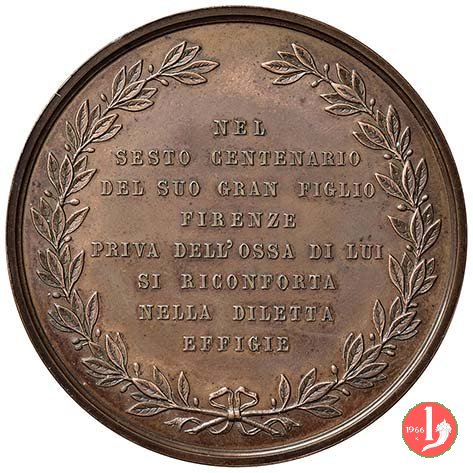 NEL
SESTO CENTENARIO
DEL SUO GRAN FIGLIO
FIRENZE
PRIVA DELL'OSSA DI LUI
SI RICONFORTA
NELLA DILETTA
EFFIGIE
1966